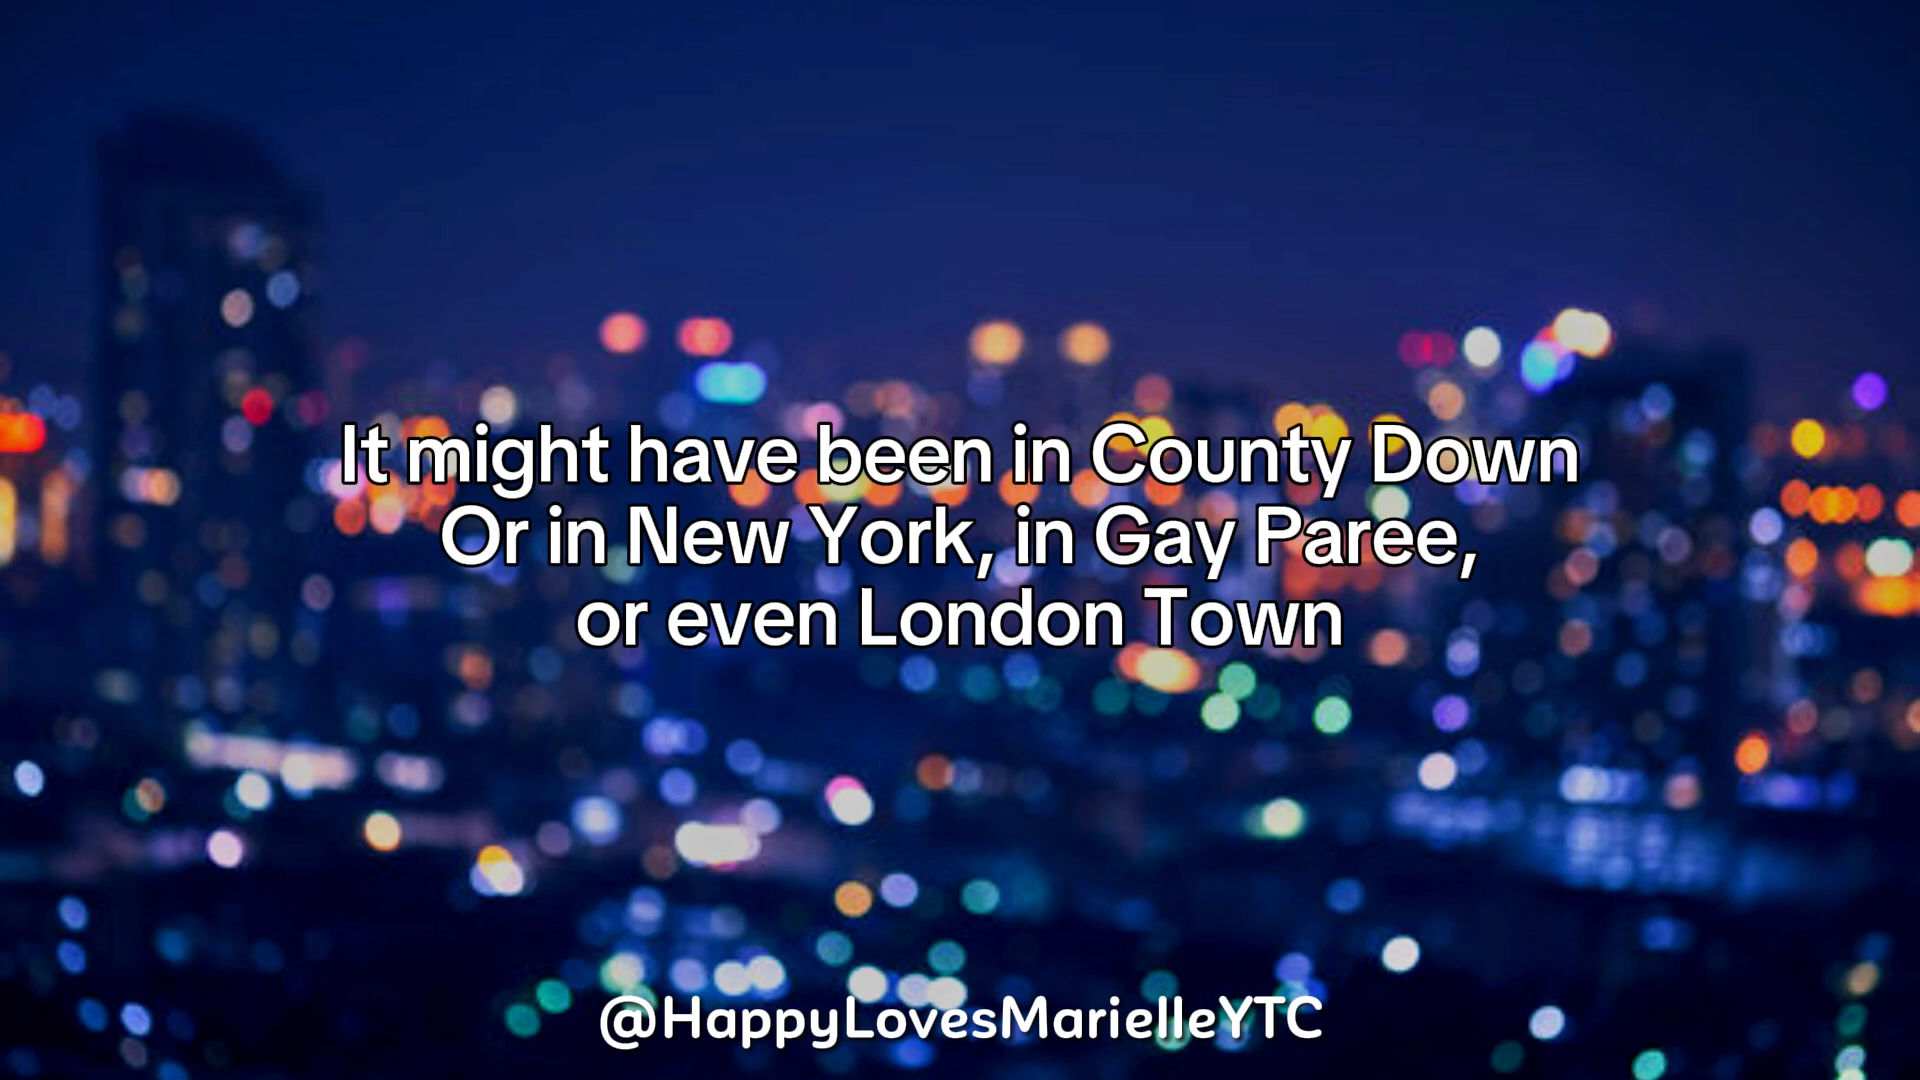 It might have been in County Down
Or in New York, in Gay Paree,
or even London Town
@HappyLovesMarielleYTC